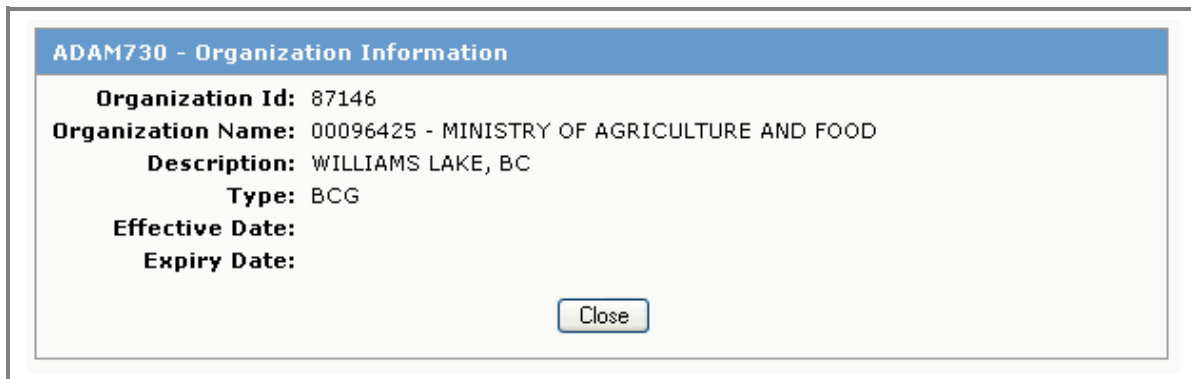 ADAM730 - Organization Information
Organization Id: 87146
Organization Name: 00096425 - MINISTRY OF AGRICULTURE AND FOOD
Description: WILLIAMS LAKE, BC
Type: BCG
Effective Date:
Expiry Date:
Close